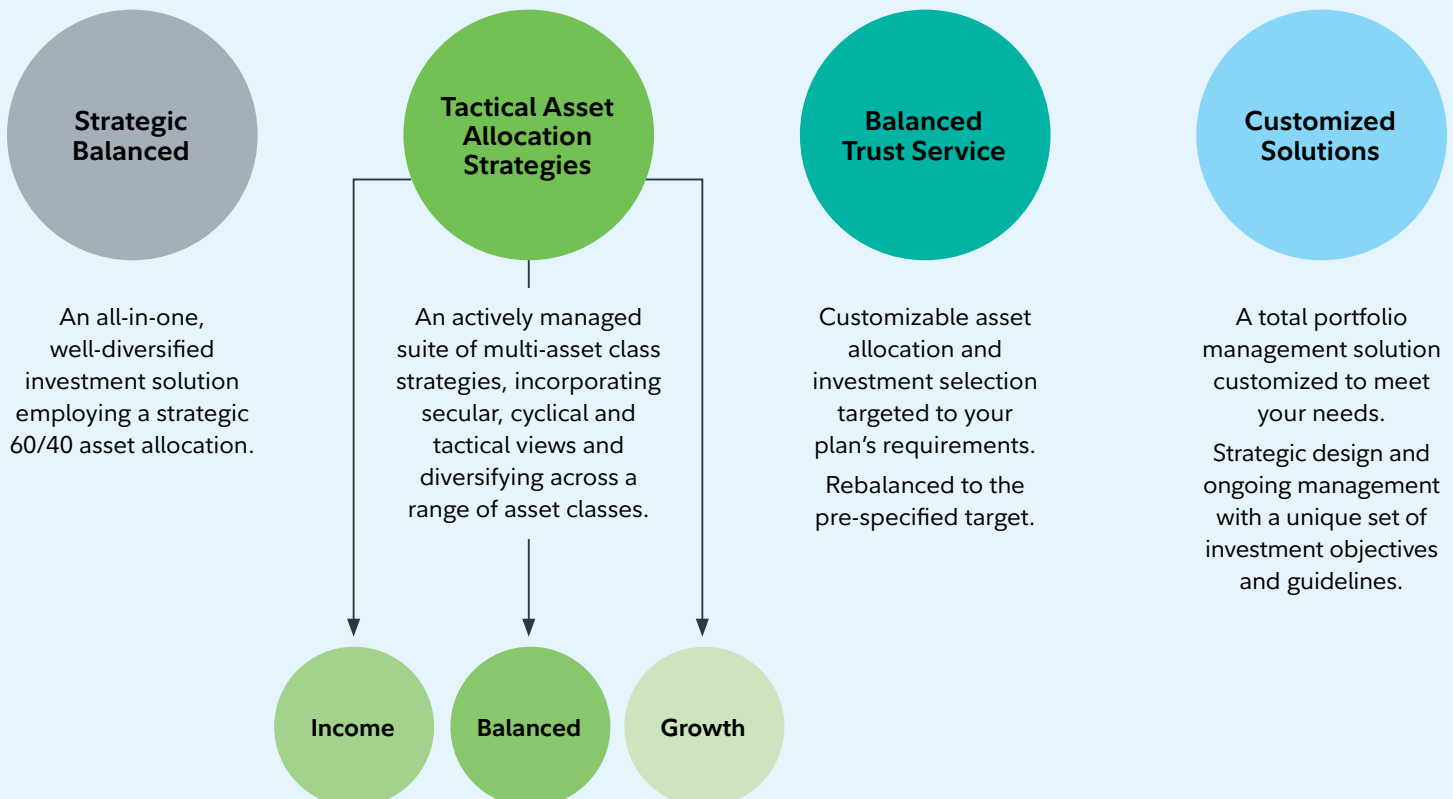 Strategic
Balanced
An all-in-one,
well-diversified
investment solution
employing a strategic
60/40 asset allocation.
Tactical Asset
Allocation
Strategies
An actively managed
suite of multi-asset class
strategies, incorporating
secular, cyclical and
tactical views and
diversifying across a
range of asset classes.
Income
Balanced
Growth
Balanced
Trust Service
Customizable asset
allocation and
investment selection
targeted to your
plan’s requirements.
Rebalanced to the
pre-specified target.
Customized
Solutions
A total portfolio
management solution
customized to meet
your needs.
Strategic design and
ongoing management
with a unique set of
investment objectives
and guidelines.